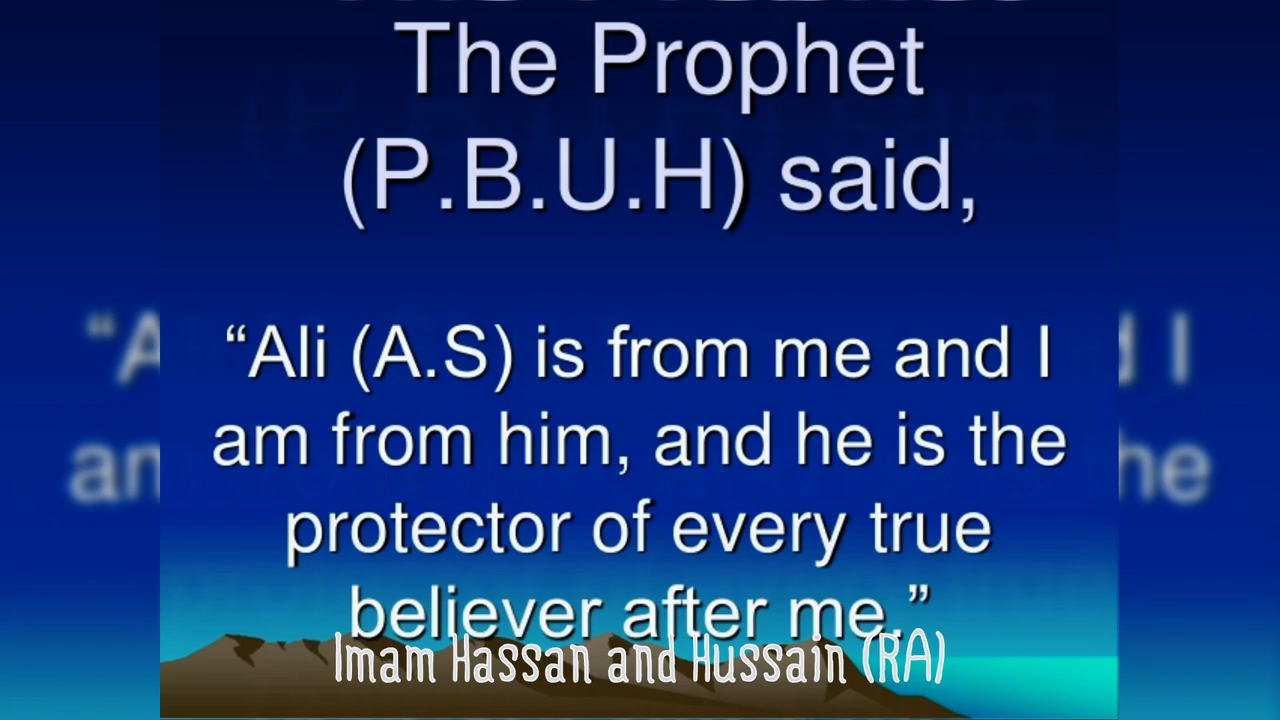 The Prophet
(P.B.U.H) said,
“Ali (A.S) is from me and I
am from him, and he is the
protector of every true
believer after me.”
Imam Hassan and Hussain (RA)